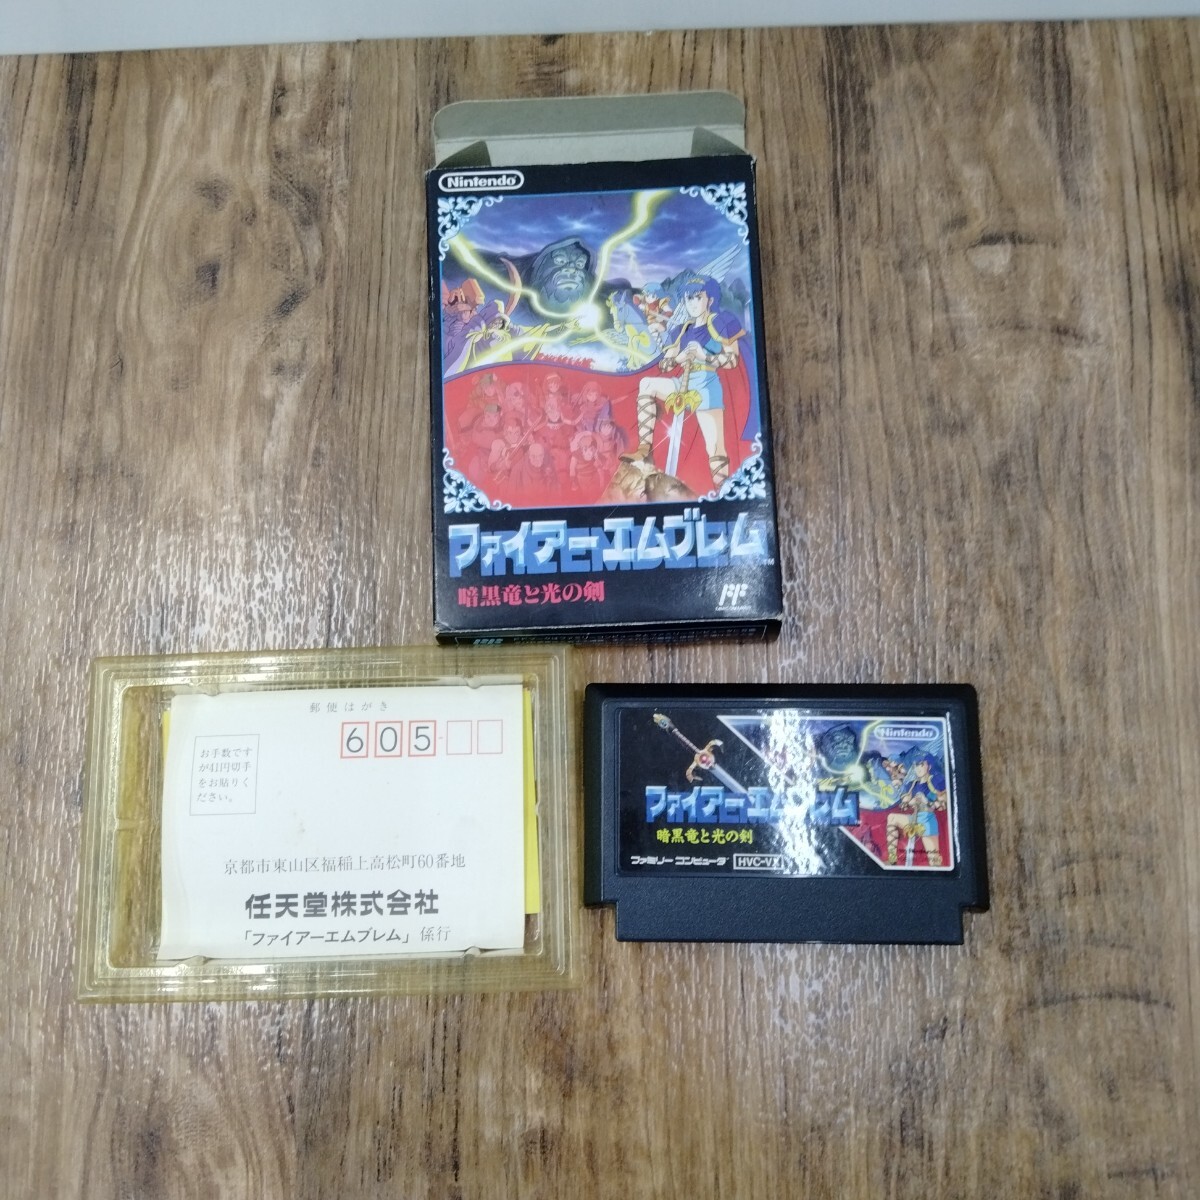 Nintendo
ファイアーエムブレム
TM
暗黒竜と光の剣
郵便はがき
605
お手数です
が41円切手
をお貼りく
ださい。
京都市東山区福稲上高松町60番地
任天堂株式会社
「ファイアーエムブレム」係行
Nintendo
ファイアーエムブレム
暗黒竜と光の剣
ファミリーコンピュータ HVC-VX